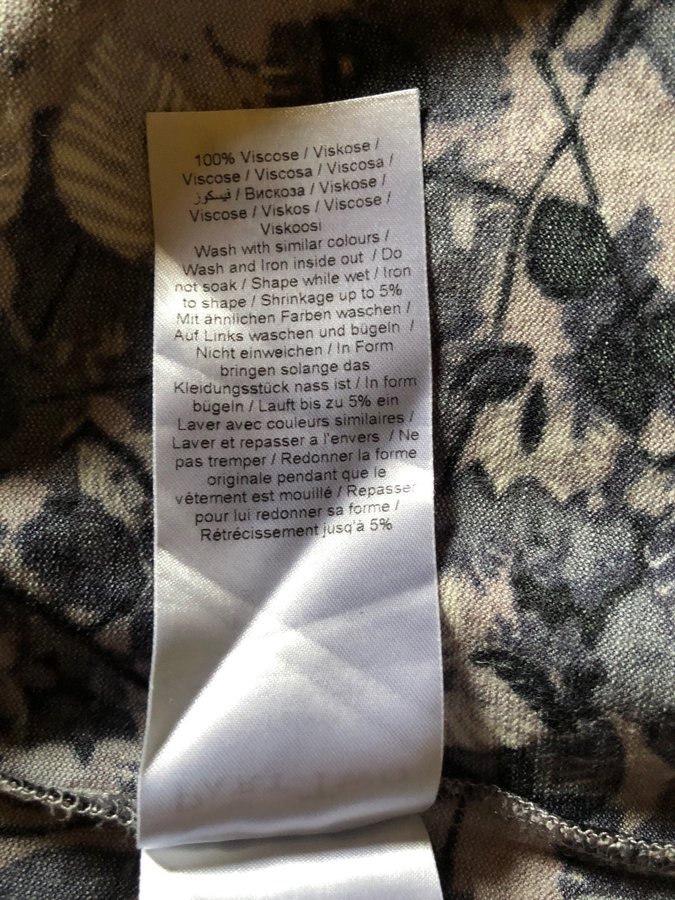 100% Viscose / Viskose /
Viscose / Viscosa / Viscosa /
فيسكوز / Вискоза / Viskose /
Viscose / Viskos / Viscose /
Viskoosi
Wash with similar colours /
Wash and Iron inside out / Do
not soak / Shape while wet / Iron
to shape / Shrinkage up to 5%
Mit ähnlichen Farben waschen /
Auf Links waschen und bügeln /
Nicht einweichen / In Form
bringen solange das
Kleidungsstück nass ist / In form
bügeln / Lauft bis zu 5% ein
Laver avec couleurs similaires /
Laver et repasser a l'envers / Ne
pas tremper / Redonner la forme
originale pendant que le
vêtement est mouillé / Repasser
pour lui redonner sa forme /
Rétrécissement jusqu'à 5%